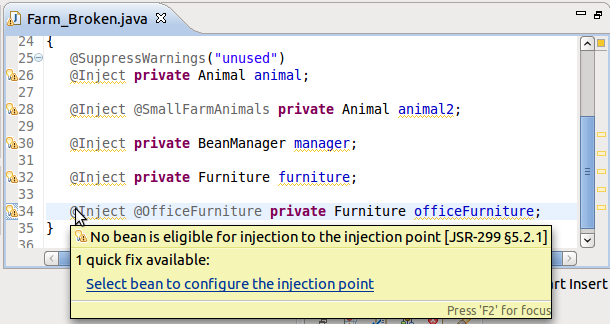 Farm_Broken.java
24 {
25 @SuppressWarnings("unused")
26 @Inject private Animal animal;
27
28 @Inject @SmallFarmAnimals private Animal animal2;
29
30 @Inject private BeanManager manager;
31
32 @Inject private Furniture furniture;
33
34 @Inject @OfficeFurniture private Furniture officeFurniture;
35 }
36
No bean is eligible for injection to the injection point [JSR-299 §5.2.1]
1 quick fix available:
Select bean to configure the injection point
art Insert
Press 'F2' for focus